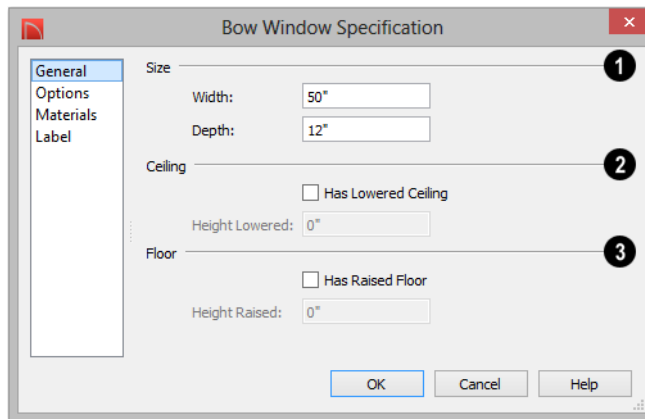 Bow Window Specification
General
Options
Materials
Label
Size 1
Width: 50"
Depth: 12"
Ceiling 2
Has Lowered Ceiling
Height Lowered: 0"
Floor 3
Has Raised Floor
Height Raised: 0"
OK Cancel Help